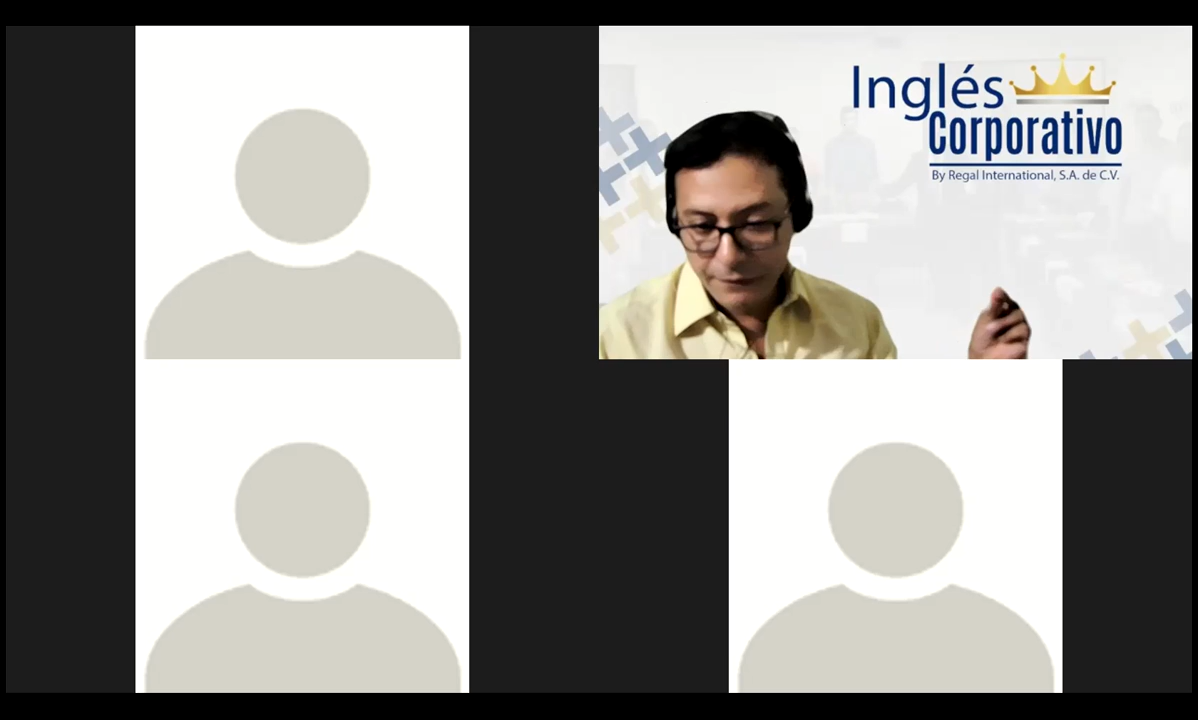 Inglés
Corporativo
By Regal International, S.A. de C.V.